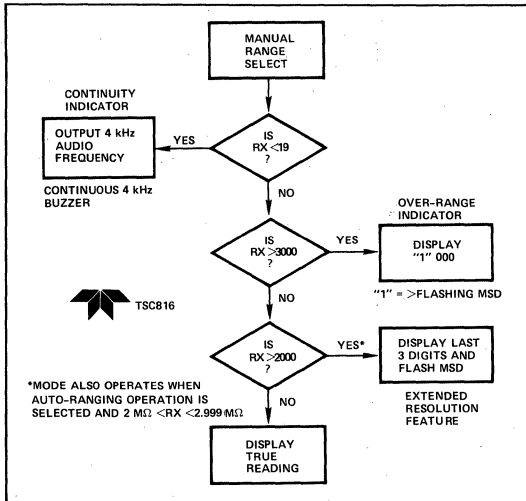 MANUAL
RANGE
SELECT
CONTINUITY
INDICATOR
OUTPUT 4 kHz
AUDIO
FREQUENCY
YES
IS
RX <19
?
CONTINUOUS 4 kHz
BUZZER
NO
OVER-RANGE
INDICATOR
IS
RX >3000
?
YES
DISPLAY
"1" 000
"1" = >FLASHING MSD
NO
TSC816
IS
RX >2000
?
YES*
DISPLAY LAST
3 DIGITS AND
FLASH MSD
*MODE ALSO OPERATES WHEN
AUTO-RANGING OPERATION IS
SELECTED AND 2 MΩ <RX <2.999 MΩ
EXTENDED
RESOLUTION
FEATURE
NO
DISPLAY
TRUE
READING